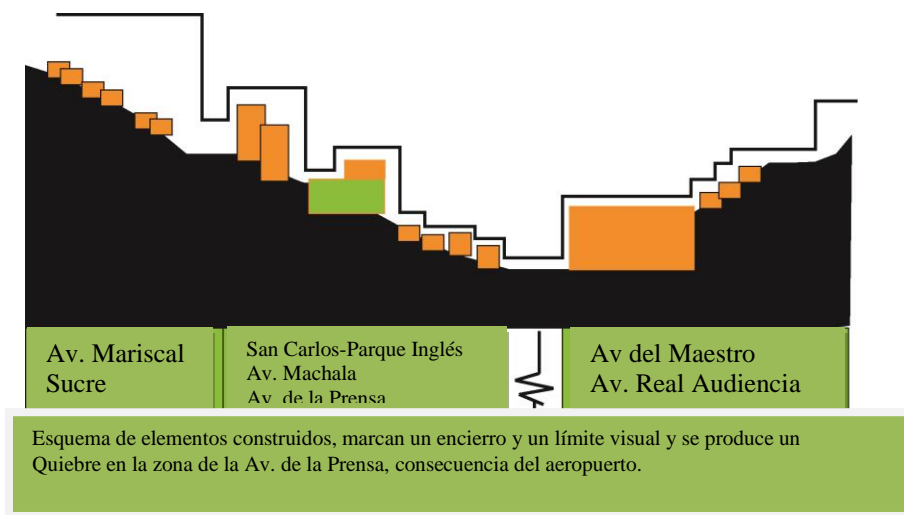 Av. Mariscal
Sucre
San Carlos-Parque Inglés
Av. Machala
Av. de la Prensa
Av del Maestro
Av. Real Audiencia
Esquema de elementos construidos, marcan un encierro y un límite visual y se produce un
Quiebre en la zona de la Av. de la Prensa, consecuencia del aeropuerto.